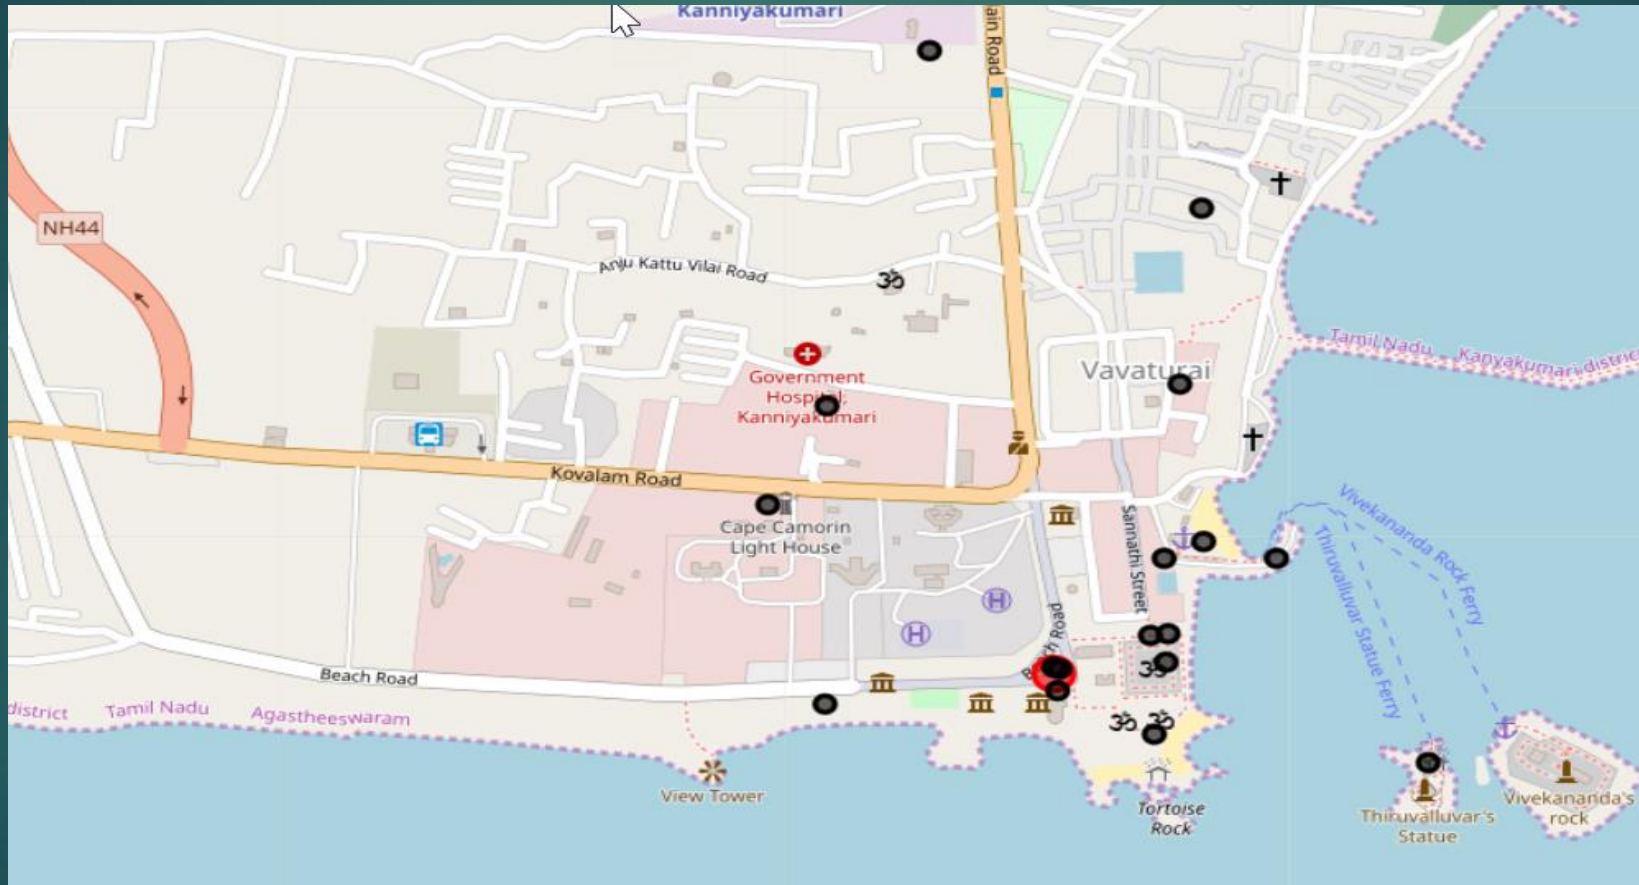 Kanniyakumari
ain Road
NH44
Anju Kattu Vilai Road
Tamil Nadu
Kanyakumari district
Government
Hospital,
Kanniyakumari
Vavaturai
Kovalam Road
Cape Camorin
Light House
Sannathi Street
Vivekananda Rock Ferry
Thiruvalluvar Statue Ferry
H
H
Beach Road
Beach Road
ॐ
ॐ
ॐ
ॐ
district
Tamil Nadu
Agastheeswaram
View Tower
Tortoise
Rock
Thiruvalluvar's
Statue
Vivekananda's
rock